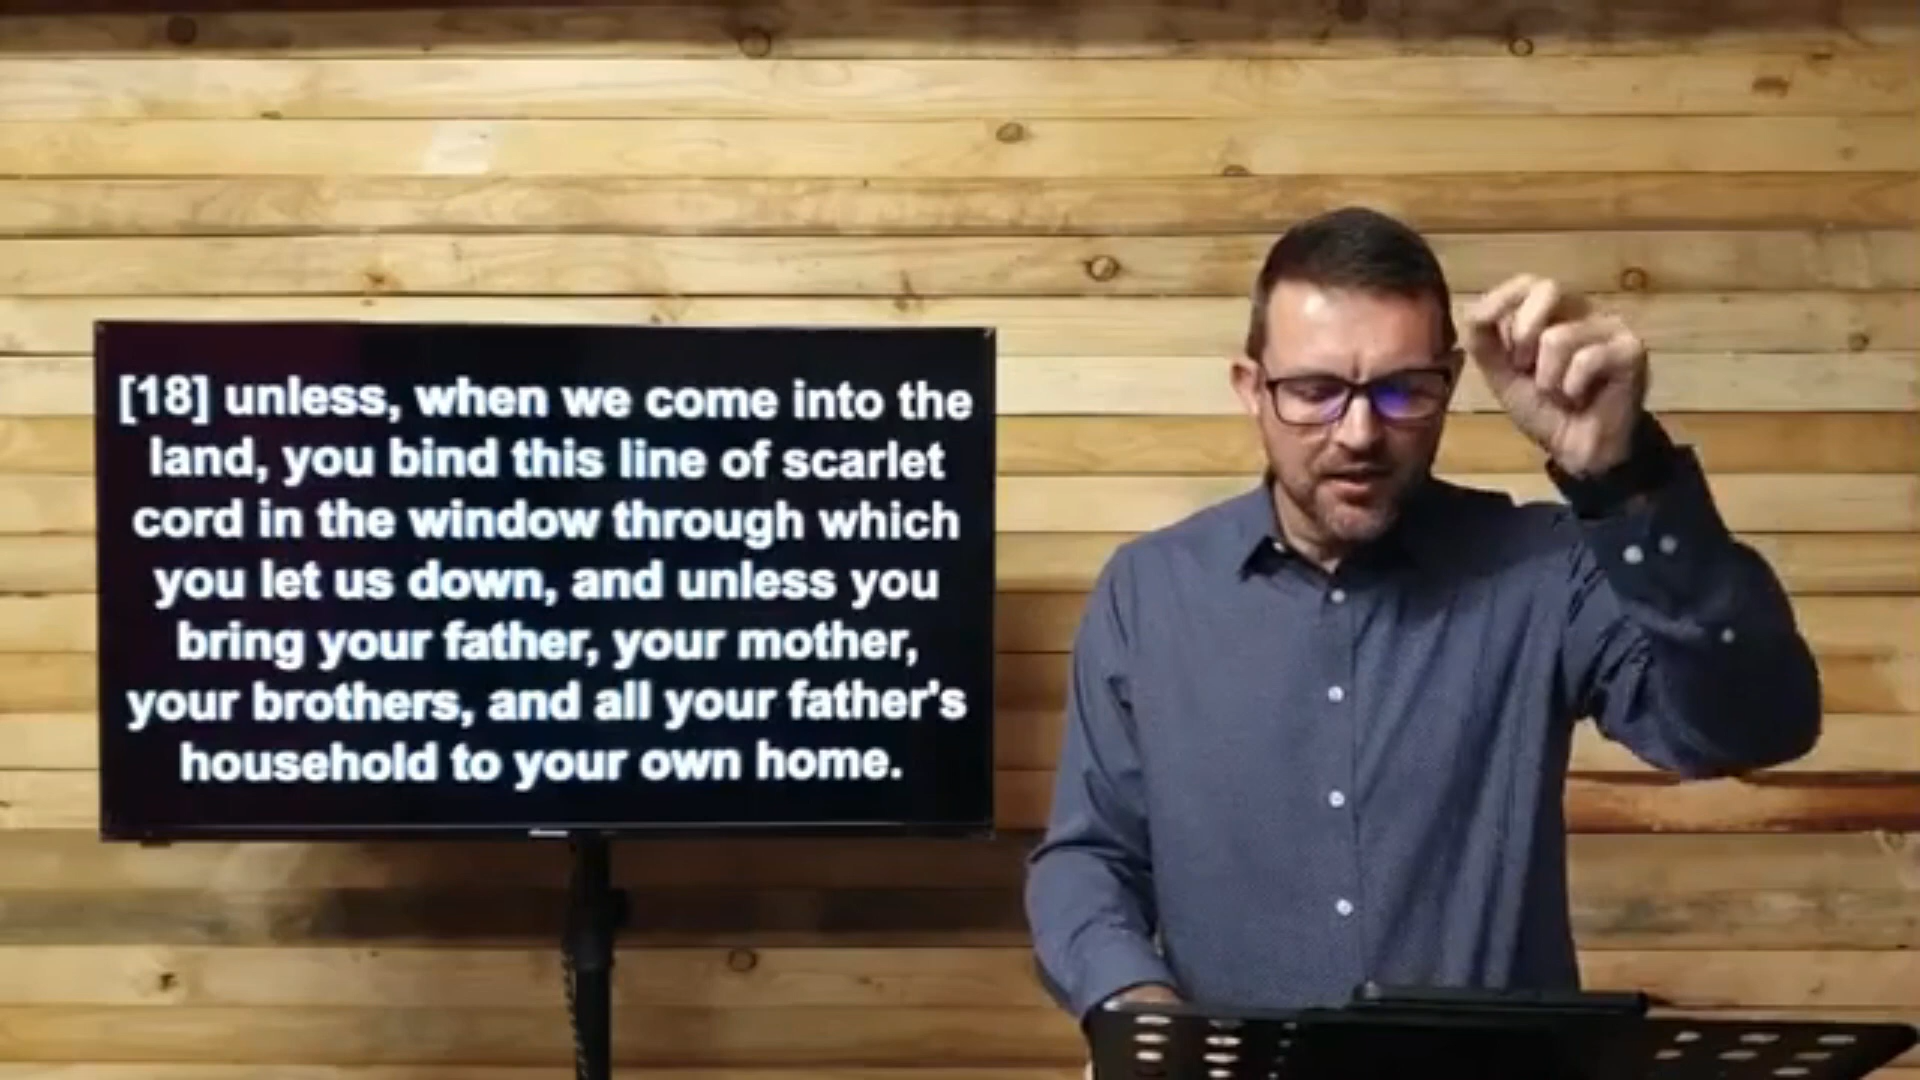 [18] unless, when we come into the
land, you bind this line of scarlet
cord in the window through which
you let us down, and unless you
bring your father, your mother,
your brothers, and all your father's
household to your own home.